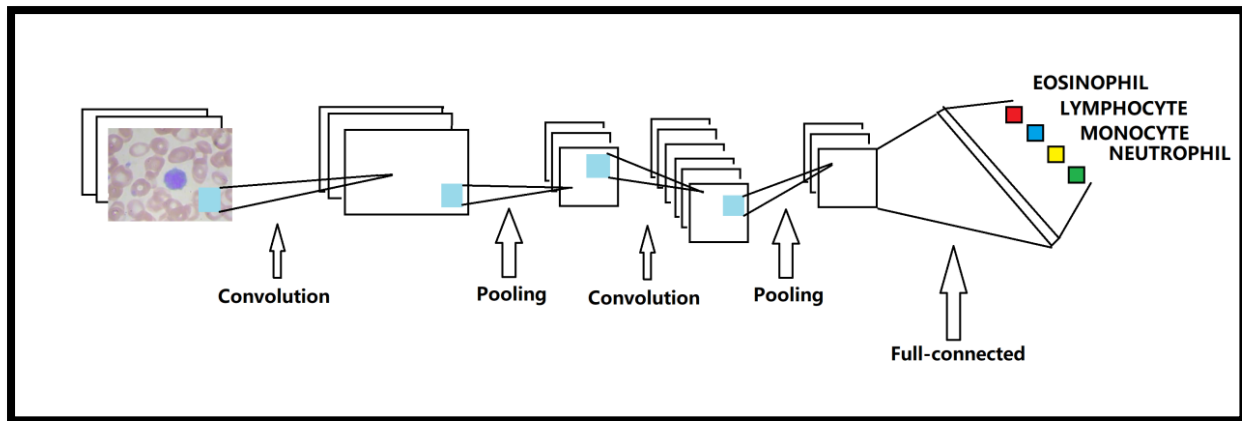 EOSINOPHIL
LYMPHOCYTE
MONOCYTE
NEUTROPHIL
Convolution
Pooling
Convolution
Pooling
Full-connected